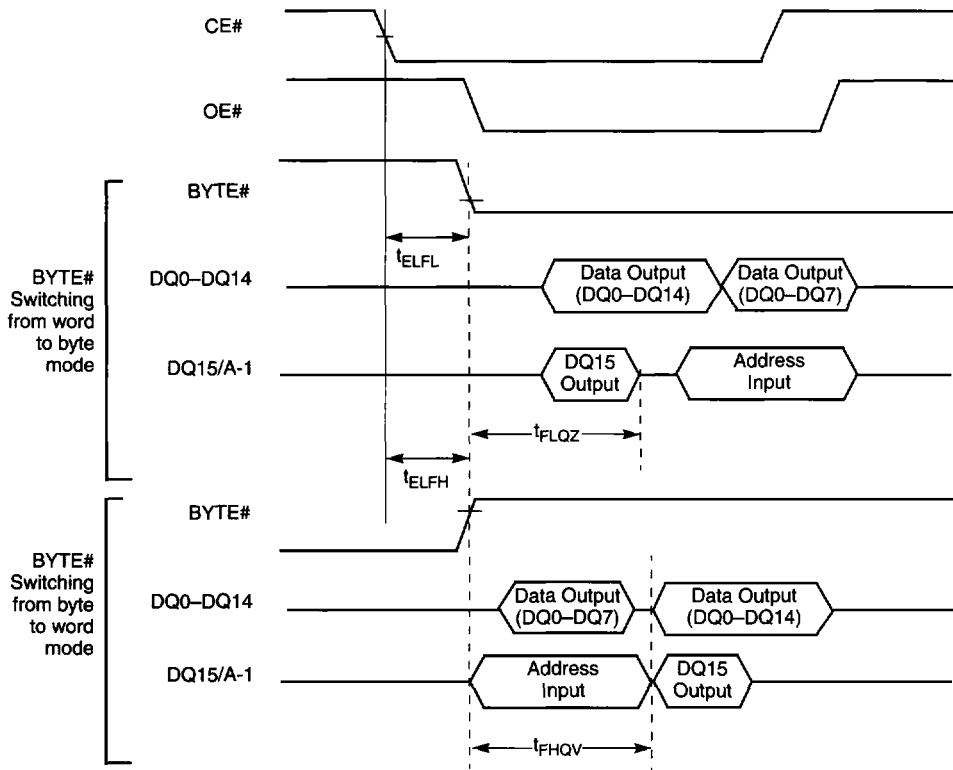 CE#
OE#
BYTE#
tELFL
BYTE#
Switching
from word
to byte
mode
DQ0–DQ14
Data Output
(DQ0–DQ14)
Data Output
(DQ0–DQ7)
DQ15/A-1
DQ15
Output
Address
Input
tFLQZ
tELFH
BYTE#
BYTE#
Switching
from byte
to word
mode
DQ0–DQ14
Data Output
(DQ0–DQ7)
Data Output
(DQ0–DQ14)
DQ15/A-1
Address
Input
DQ15
Output
tFHQV